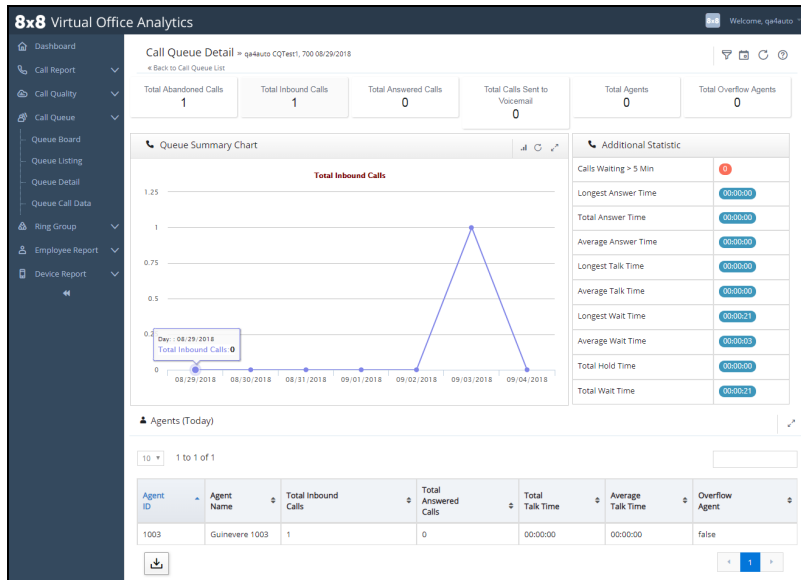 8x8 Virtual Office Analytics
8x8 Welcome, qa4auto
Dashboard
Call Report
Call Quality
Call Queue
Queue Board
Queue Listing
Queue Detail
Queue Call Data
Ring Group
Employee Report
Device Report
Call Queue Detail » qa4auto CQTest1, 700 08/29/2018
« Back to Call Queue List
Total Abandoned Calls
1
Total Inbound Calls
1
Total Answered Calls
0
Total Calls Sent to Voicemail
0
Total Agents
0
Total Overflow Agents
0
Queue Summary Chart
Total Inbound Calls
1.25
1
0.75
0.5
0
Day: : 08/29/2018
Total Inbound Calls: 0
08/29/2018 08/30/2018 08/31/2018 09/01/2018 09/02/2018 09/03/2018 09/04/2018
Additional Statistic
Calls Waiting > 5 Min 0
Longest Answer Time 00:00:00
Total Answer Time 00:00:00
Average Answer Time 00:00:00
Longest Talk Time 00:00:00
Average Talk Time 00:00:00
Longest Wait Time 00:00:21
Average Wait Time 00:00:03
Total Hold Time 00:00:00
Total Wait Time 00:00:21
Agents (Today)
10 1 to 1 of 1
Agent ID Agent Name Total Inbound Calls Total Answered Calls Total Talk Time Average Talk Time Overflow Agent
1003 Guinevere 1003 1 0 00:00:00 00:00:00 false
1